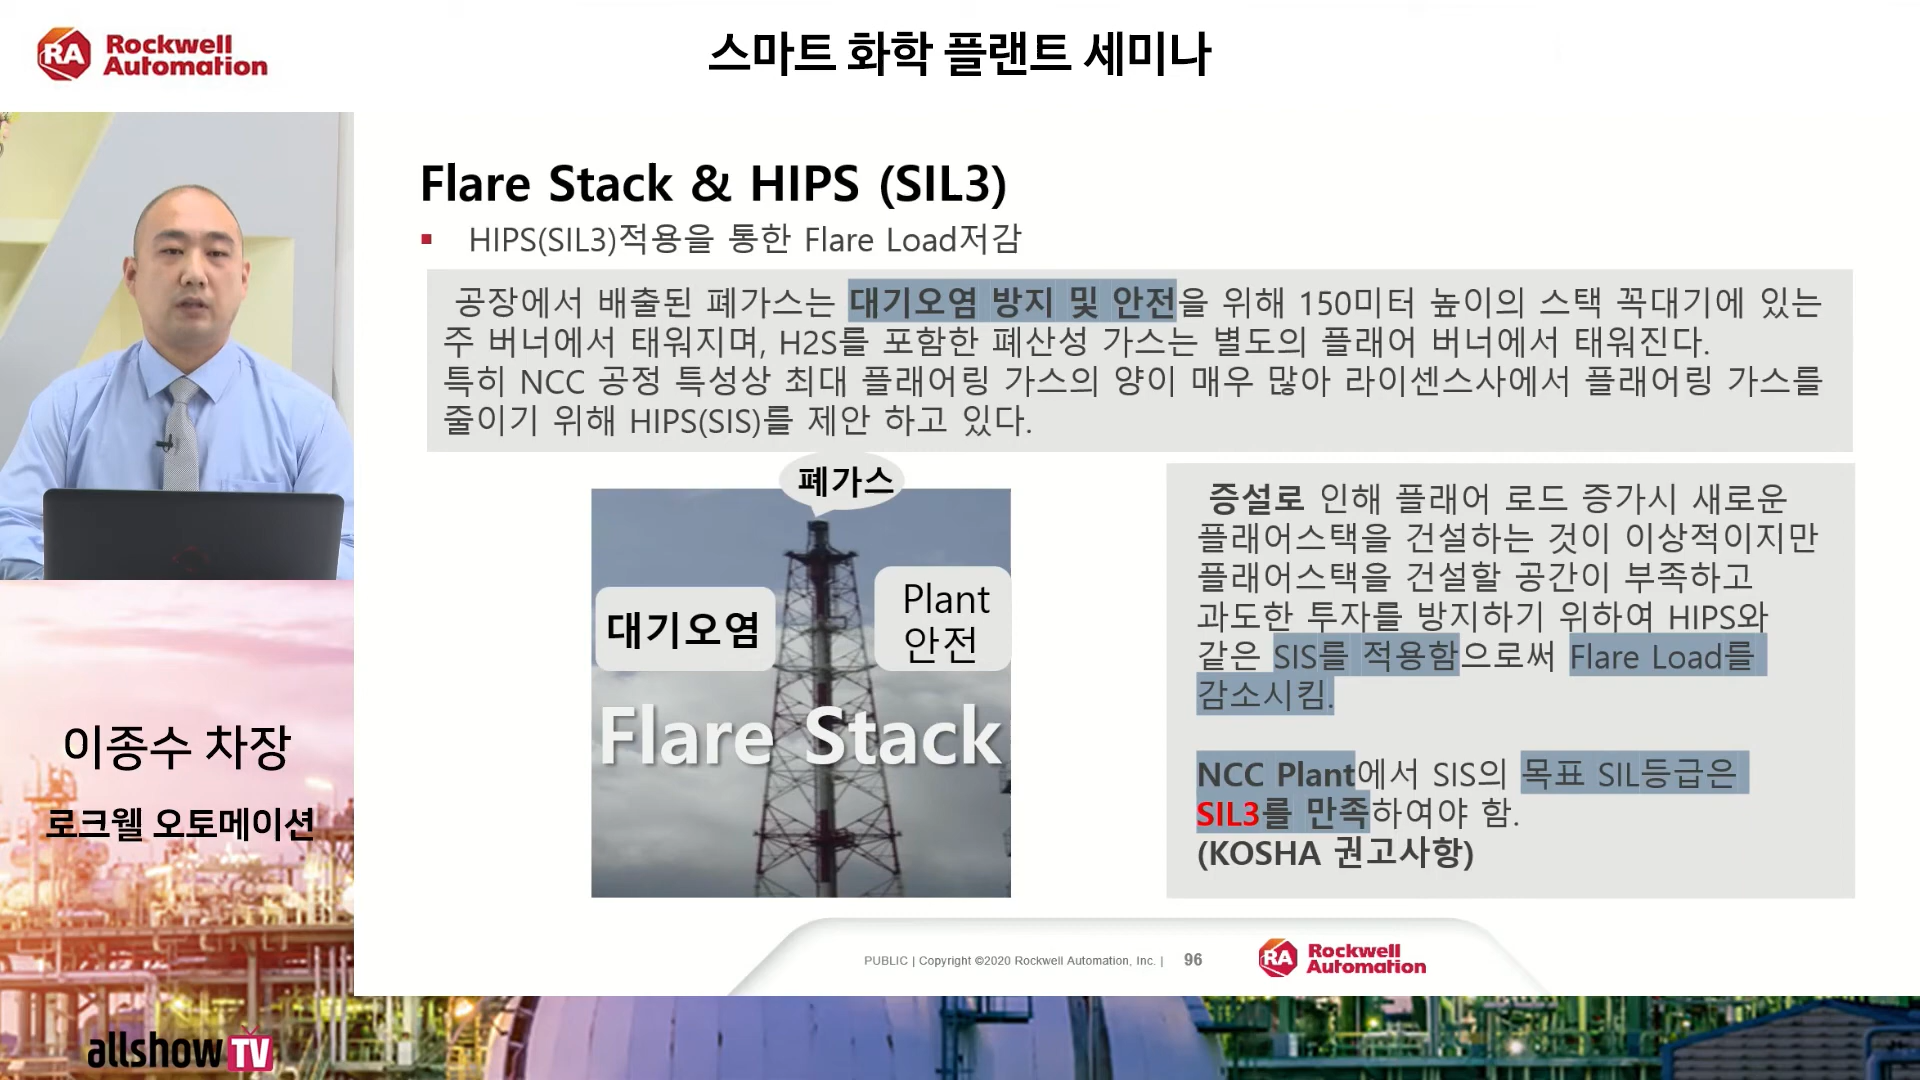 Rockwell
Automation
스마트 화학 플랜트 세미나
Flare Stack & HIPS (SIL3)
▪ HIPS(SIL3)적용을 통한 Flare Load저감
공장에서 배출된 폐가스는 대기오염 방지 및 안전을 위해 150미터 높이의 스택 꼭대기에 있는
주 버너에서 태워지며, H2S를 포함한 폐산성 가스는 별도의 플래어 버너에서 태워진다.
특히 NCC 공정 특성상 최대 플래어링 가스의 양이 매우 많아 라이센스사에서 플래어링 가스를
줄이기 위해 HIPS(SIS)를 제안 하고 있다.
폐가스
대기오염
Plant
안전
Flare Stack
증설로 인해 플래어 로드 증가시 새로운
플래어스택을 건설하는 것이 이상적이지만
플래어스택을 건설할 공간이 부족하고
과도한 투자를 방지하기 위하여 HIPS와
같은 SIS를 적용함으로써 Flare Load를
감소시킴.
NCC Plant에서 SIS의 목표 SIL등급은
SIL3를 만족하여야 함.
(KOSHA 권고사항)
이종수 차장
로크웰 오토메이션
PUBLIC | Copyright ©2020 Rockwell Automation, Inc. | 96
RA Rockwell
Automation
allshow TV